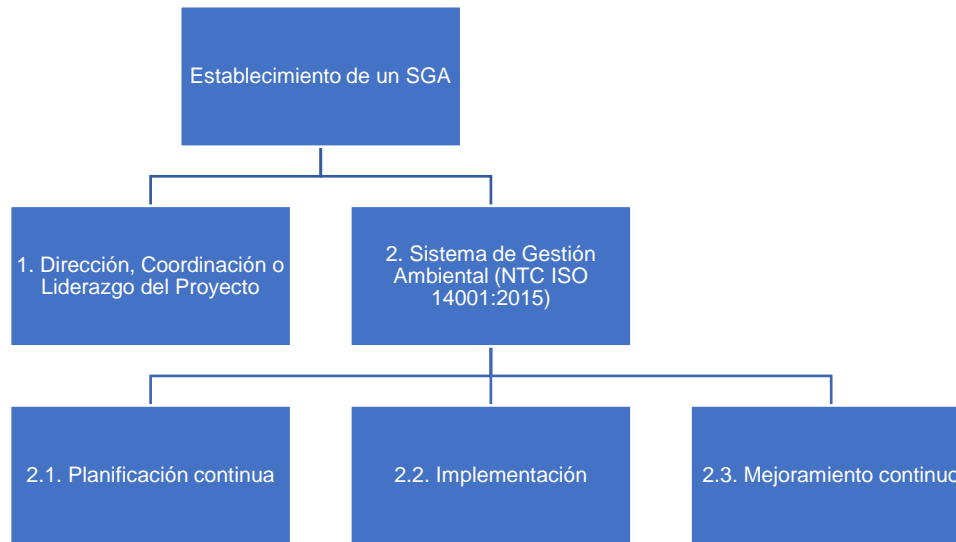 Establecimiento de un SGA
1. Dirección, Coordinación o
Liderazgo del Proyecto
2. Sistema de Gestión
Ambiental (NTC ISO
14001:2015)
2.1. Planificación continua
2.2. Implementación
2.3. Mejoramiento continuo